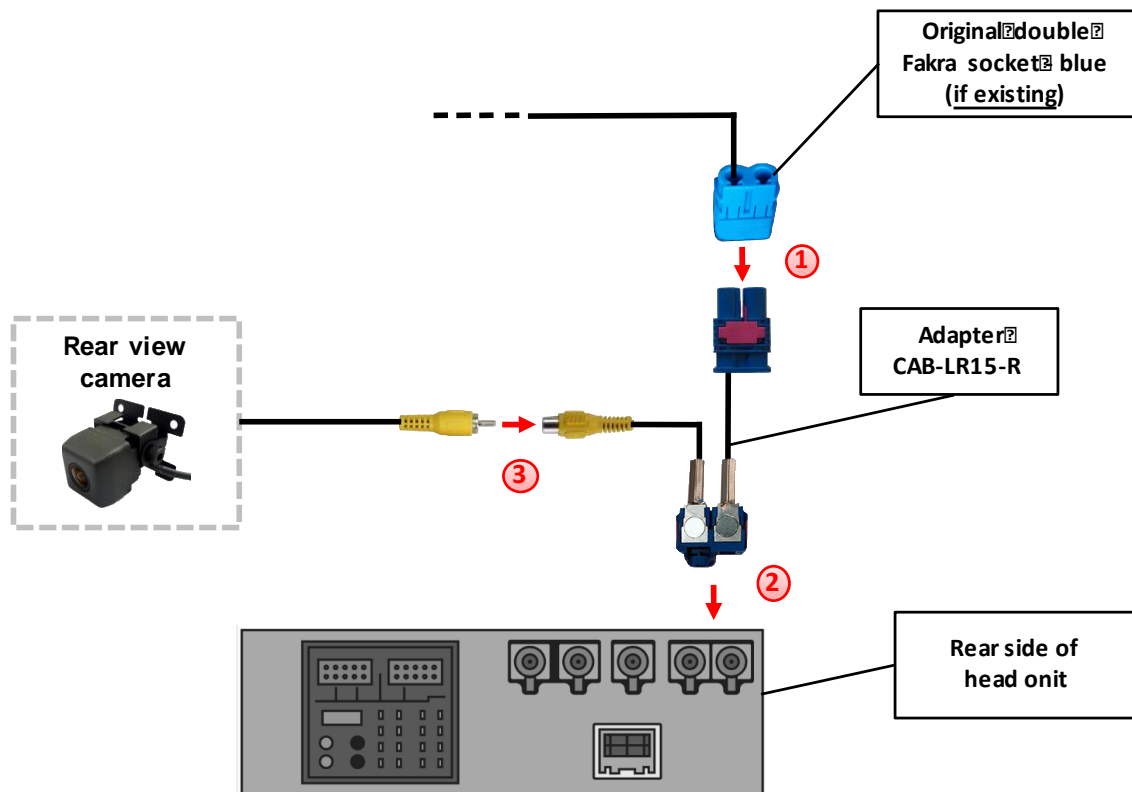 Original⍰double⍰
Fakra socket⍰ blue
(if existing)
1
Rear view
camera
Adapter⍰
CAB-LR15-R
3
2
Rear side of
head onit